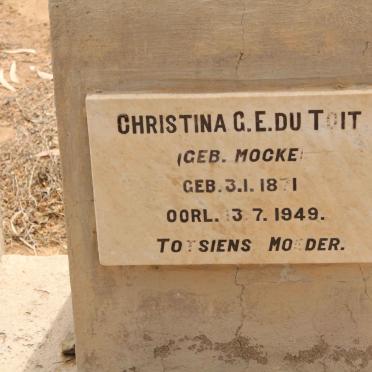 CHRISTINA G.E. DU TOIT
(GEB. MOCKE)
GEB. 3.1. 1871
OORL. 3 7. 1949.
TOTSIENS MOEDER.